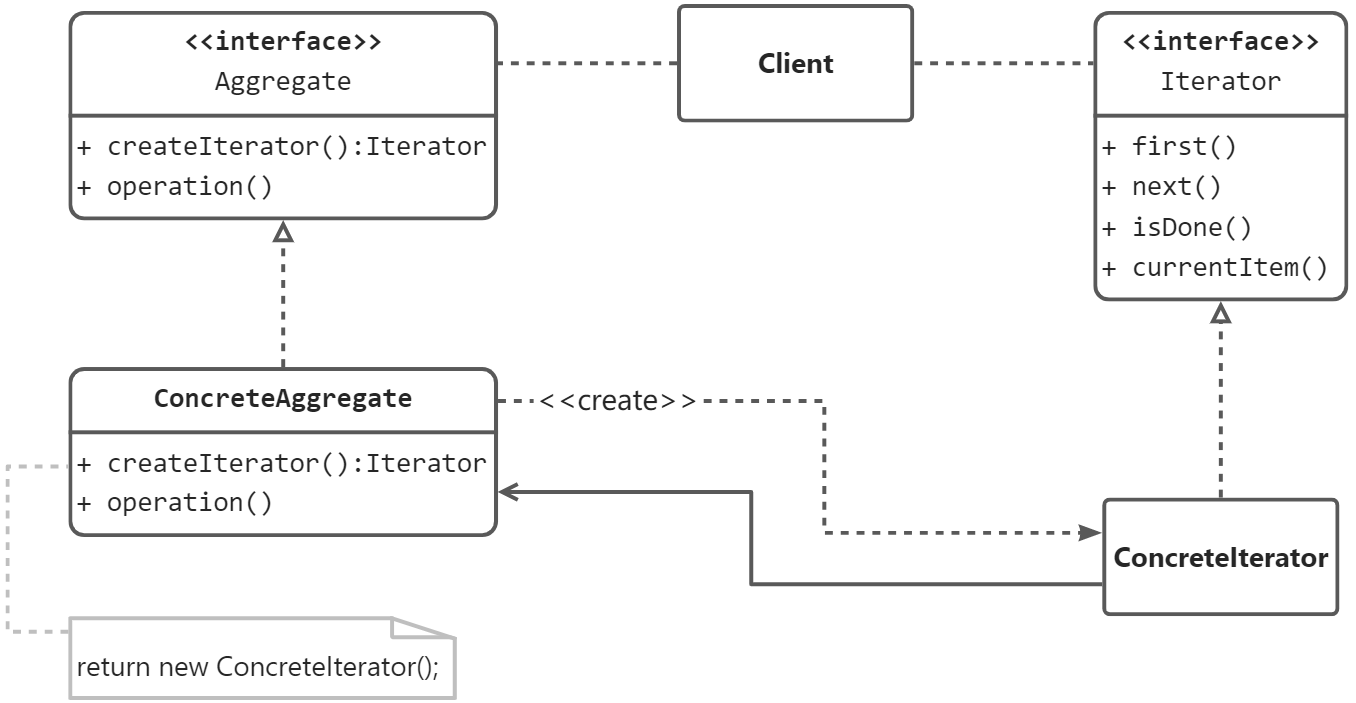 <<interface>>
Aggregate
+ createIterator():Iterator
+ operation()
Client
<<interface>>
Iterator
+ first()
+ next()
+ isDone()
+ currentItem()
ConcreteAggregate
+ createIterator():Iterator
+ operation()
<<create>>
ConcreteIterator
return new ConcreteIterator();